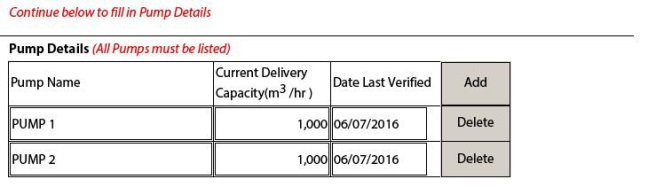 Continue below to fill in Pump Details
Pump Details (All Pumps must be listed)
Pump Name Current Delivery Capacity(m³ /hr ) Date Last Verified Add
PUMP 1 1,000 06/07/2016 Delete
PUMP 2 1,000 06/07/2016 Delete